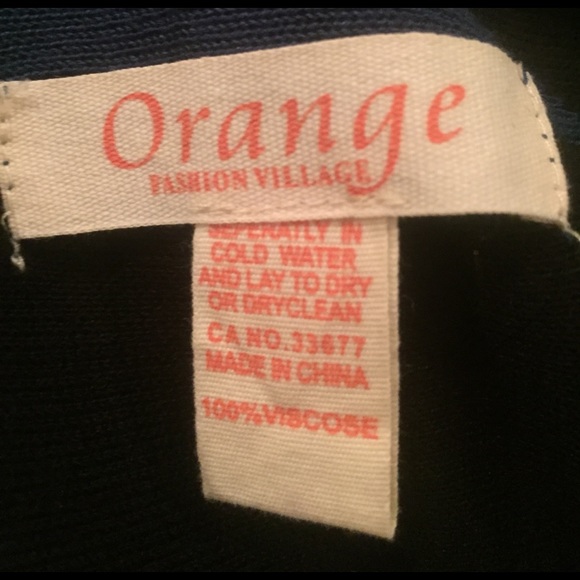 Orange
FASHION VILLAGE
SEPERATLY IN
COLD WATER
AND LAY TO DRY
OR DRYCLEAN
CA NO.33677
MADE IN CHINA
100%VISCOSE